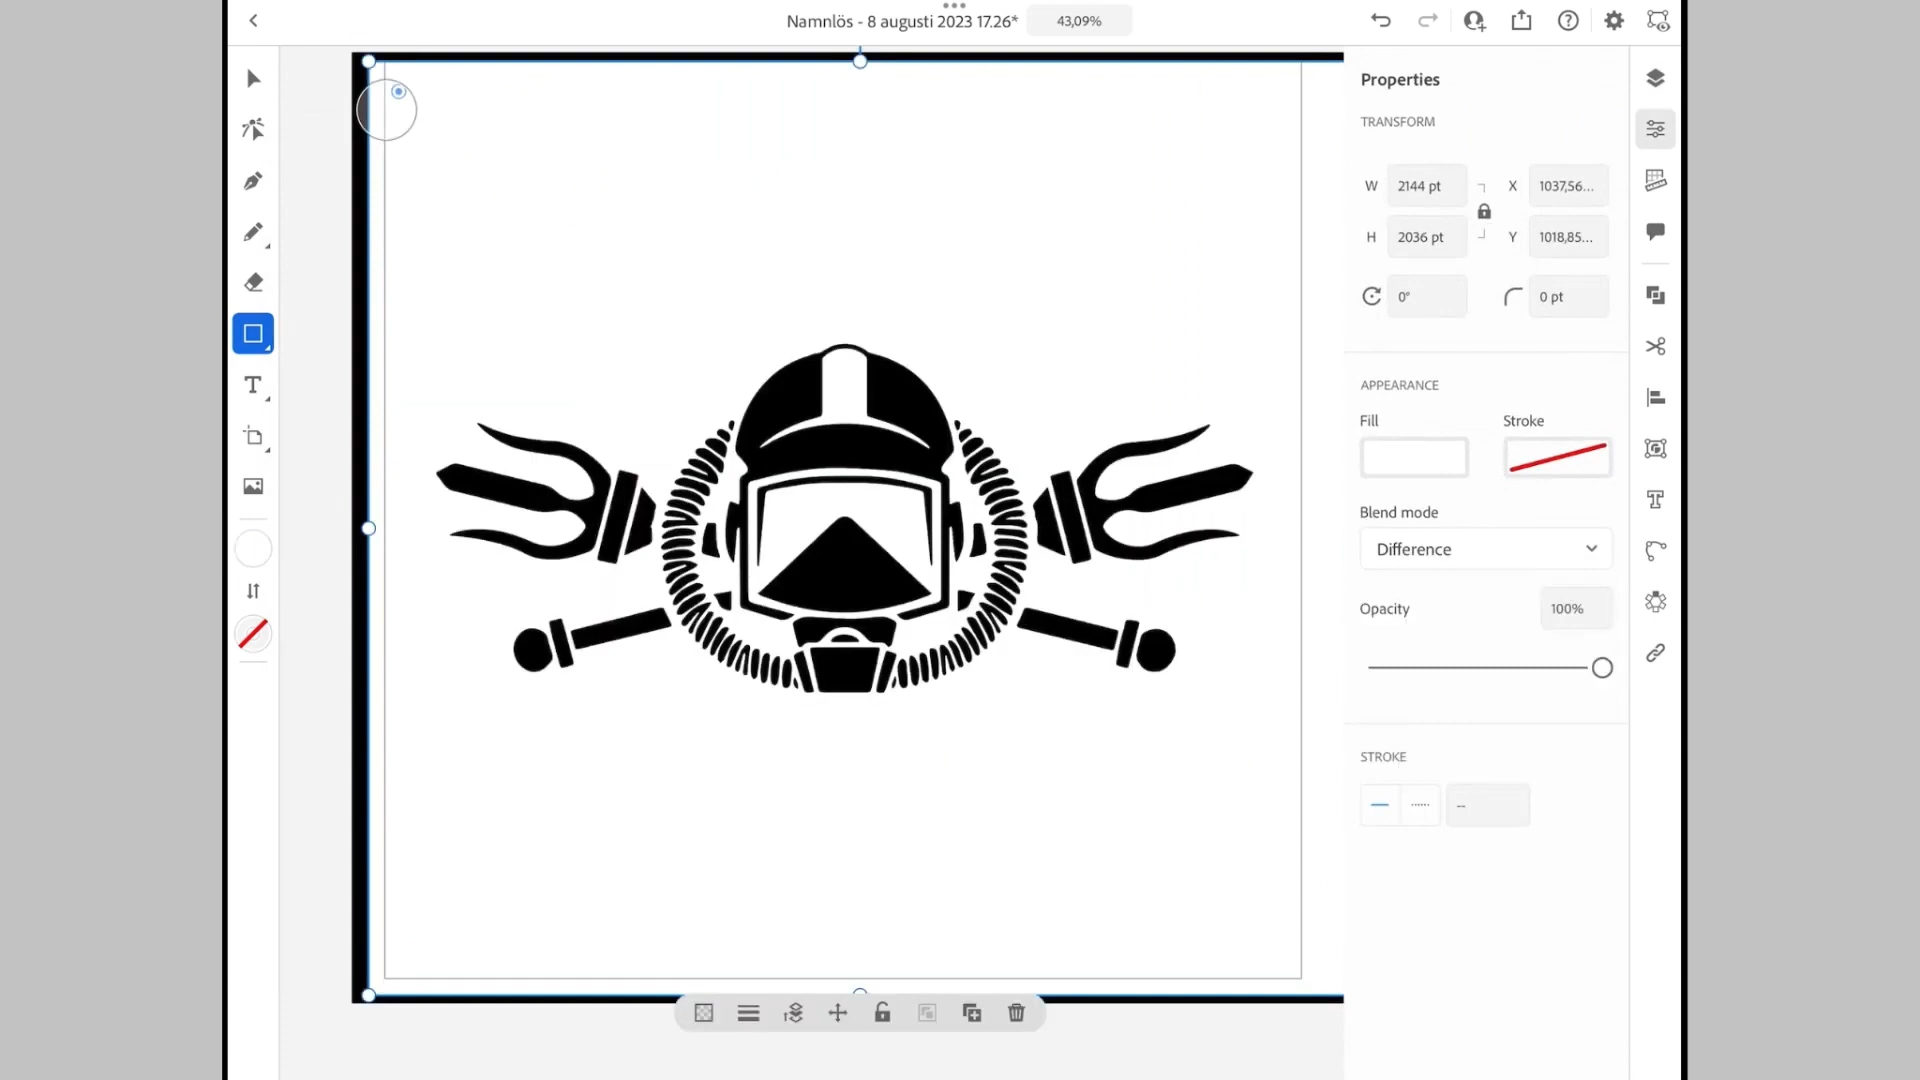 Namnlös - 8 augusti 2023 17.26*
43,09%
Properties
TRANSFORM
W 2144 pt X 1037,56...
H 2036 pt Y 1018,85...
0° 0 pt
APPEARANCE
Fill Stroke
Blend mode
Difference
Opacity 100%
STROKE
--